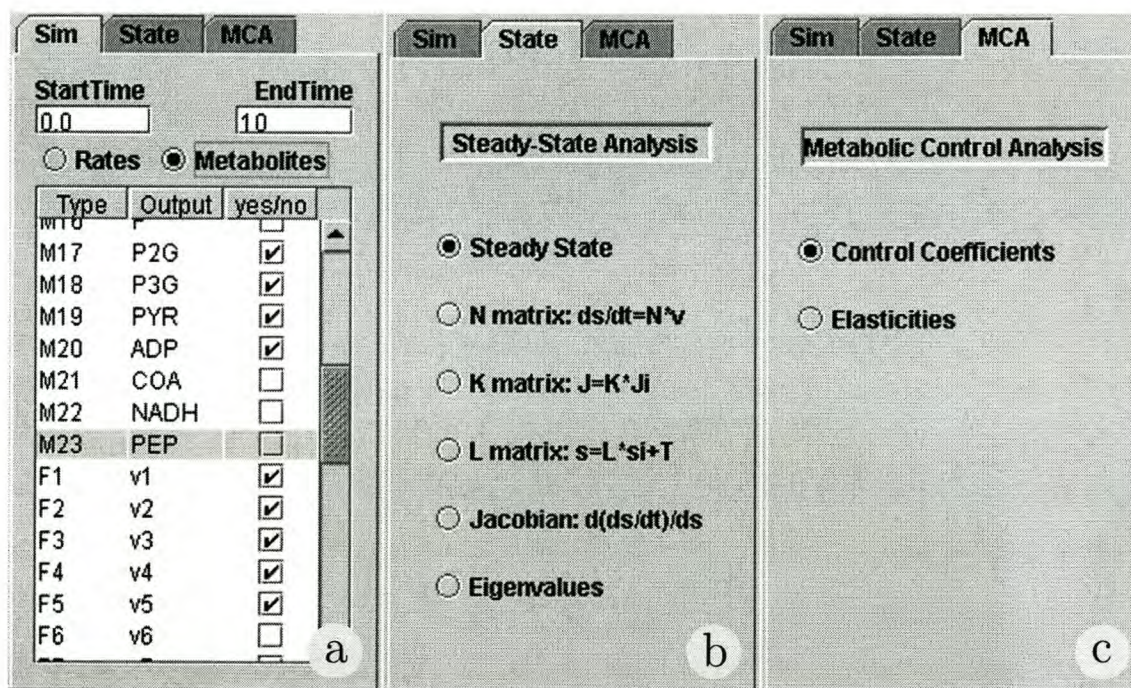 Sim State MCA
StartTime EndTime
0.0 10
Rates Metabolites
Type Output yes/no
M16
M17 P2G
M18 P3G
M19 PYR
M20 ADP
M21 COA
M22 NADH
M23 PEP
F1 v1
F2 v2
F3 v3
F4 v4
F5 v5
F6 v6
a
Sim State MCA
Steady-State Analysis
Steady State
N matrix: ds/dt=N*v
K matrix: J=K*Ji
L matrix: s=L*si+T
Jacobian: d(ds/dt)/ds
Eigenvalues
b
Sim State MCA
Metabolic Control Analysis
Control Coefficients
Elasticities
c